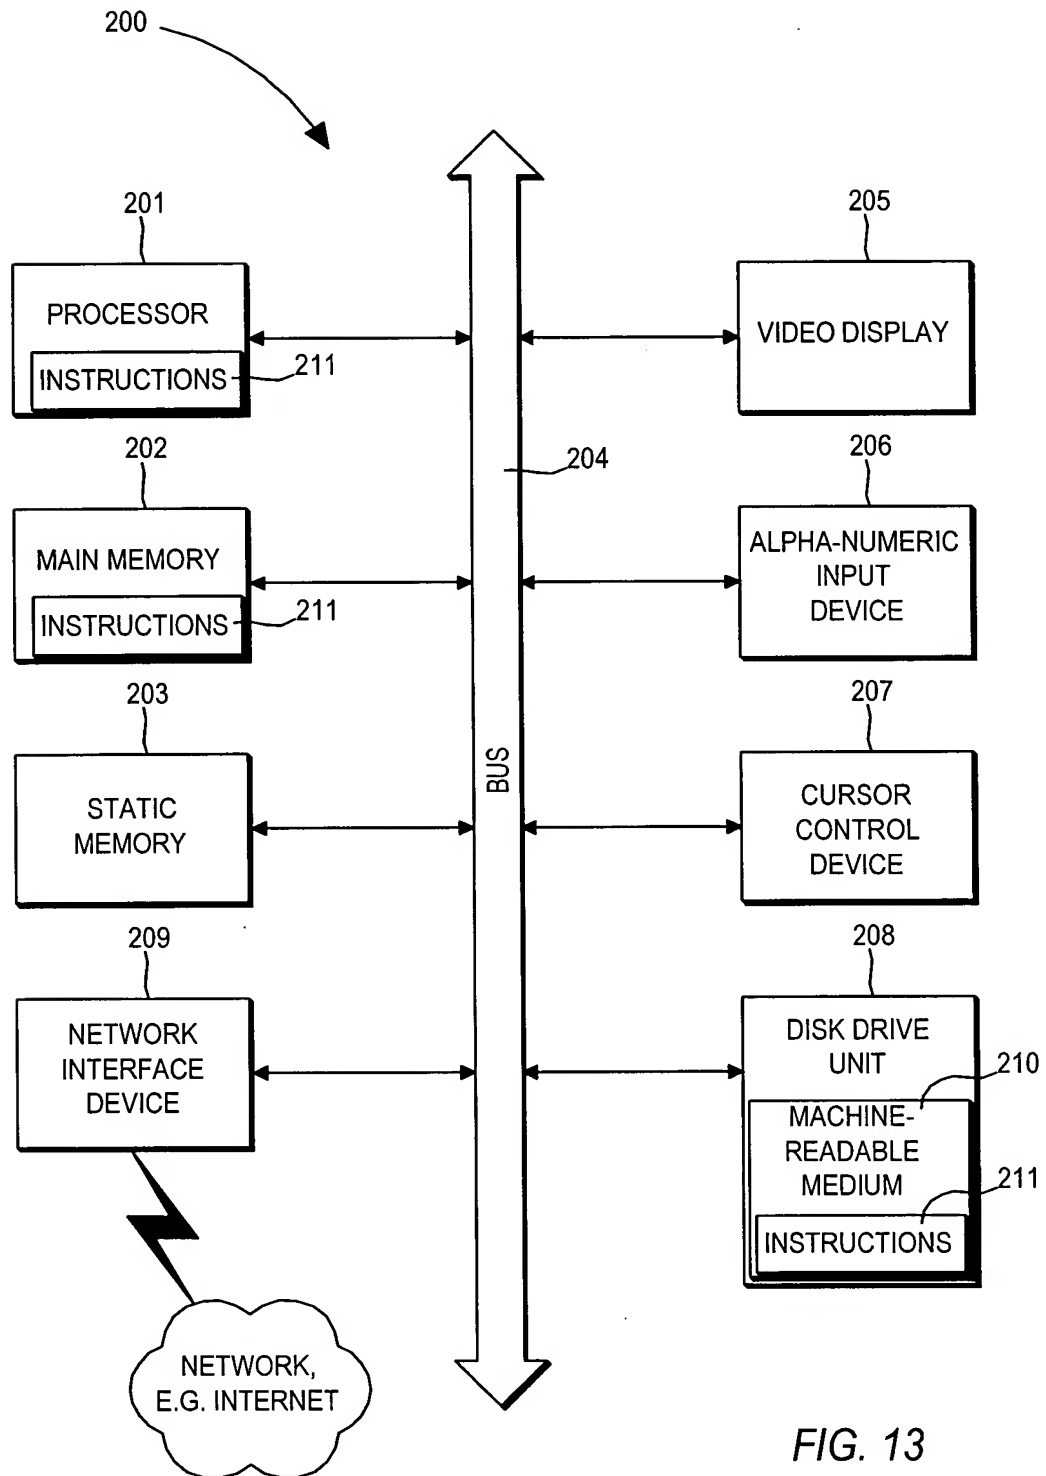 200
201
PROCESSOR
INSTRUCTIONS
211
202
MAIN MEMORY
INSTRUCTIONS
211
203
STATIC
MEMORY
209
NETWORK
INTERFACE
DEVICE
NETWORK,
E.G. INTERNET
BUS
204
205
VIDEO DISPLAY
206
ALPHA-NUMERIC
INPUT
DEVICE
207
CURSOR
CONTROL
DEVICE
208
DISK DRIVE
UNIT
210
MACHINE-
READABLE
MEDIUM
211
INSTRUCTIONS
FIG. 13